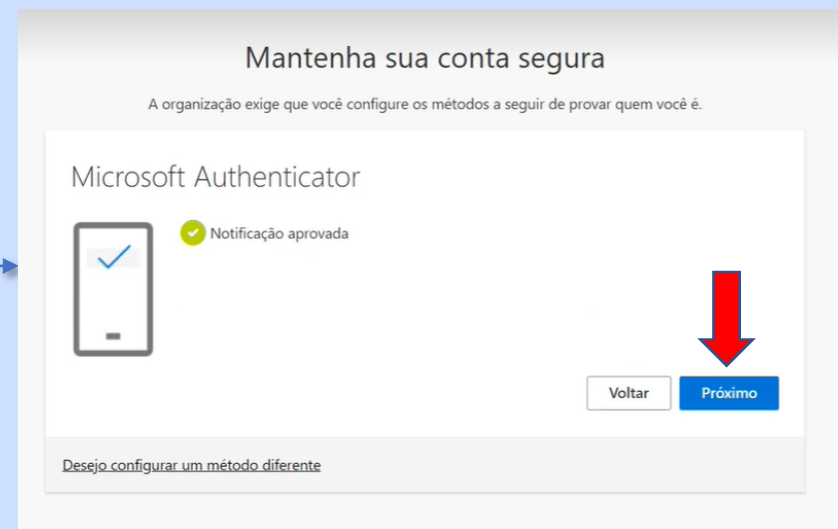 Mantenha sua conta segura
A organização exige que você configure os métodos a seguir de provar quem você é.
Microsoft Authenticator
Notificação aprovada
Voltar
Próximo
Desejo configurar um método diferente